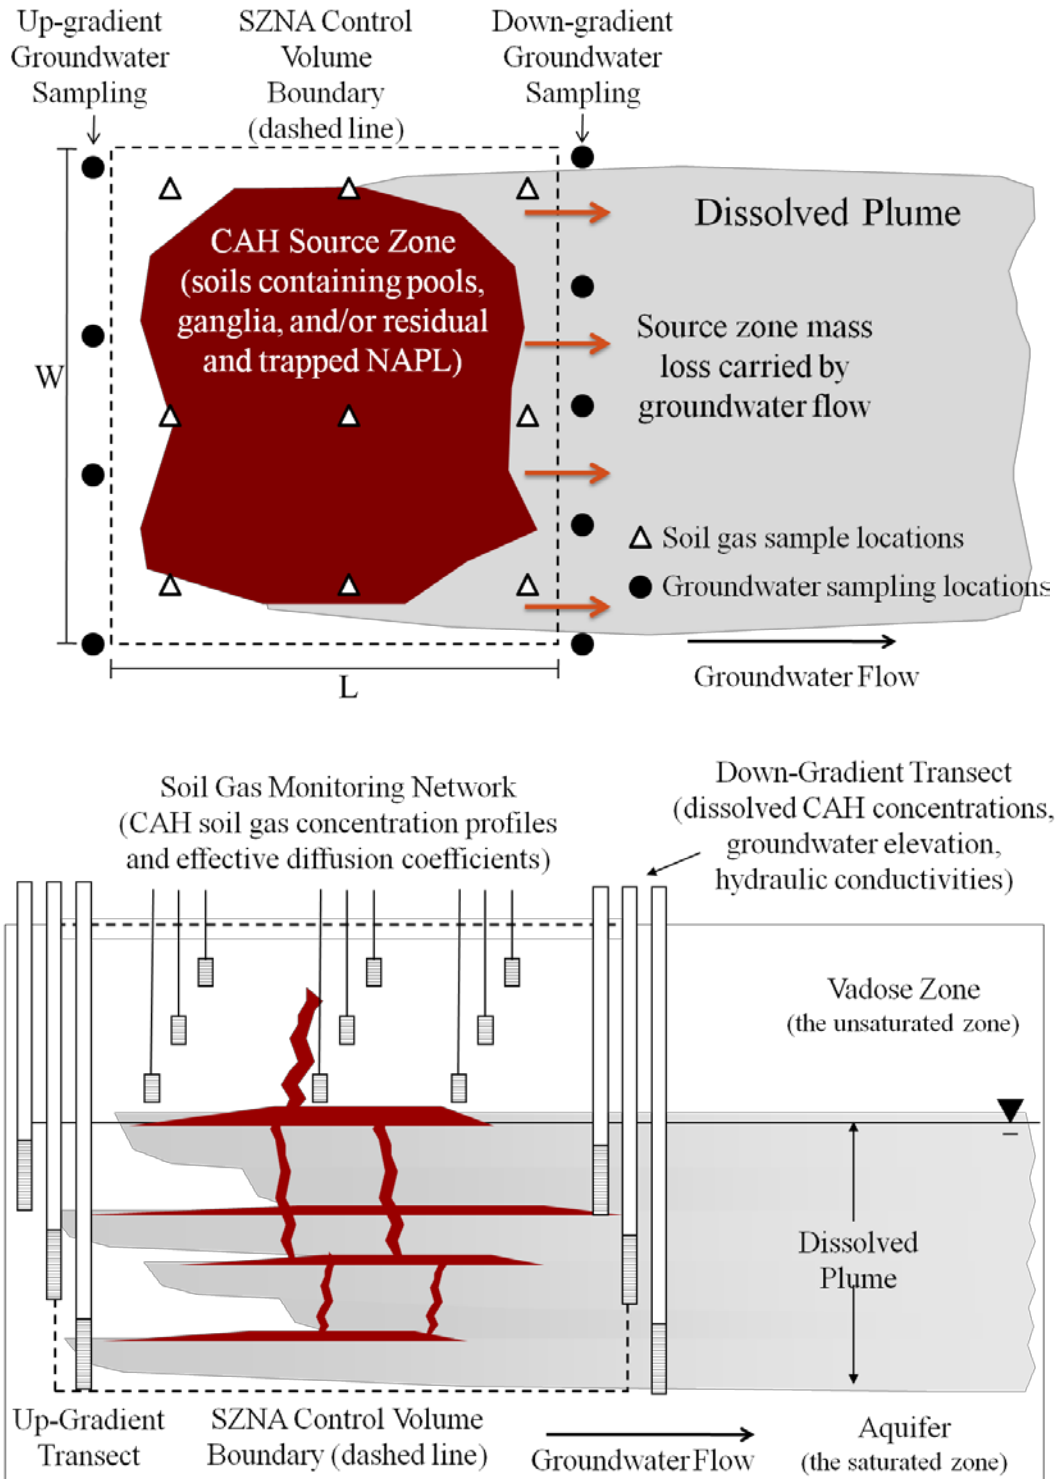 Up-gradient
Groundwater
Sampling
SZNA Control
Volume
Boundary
(dashed line)
Down-gradient
Groundwater
Sampling
W
CAH Source Zone
(soils containing pools,
ganglia, and/or residual
and trapped NAPL)
Dissolved Plume
Source zone mass
loss carried by
groundwater flow
Soil gas sample locations
Groundwater sampling locations
L
Groundwater Flow
Soil Gas Monitoring Network
(CAH soil gas concentration profiles
and effective diffusion coefficients)
Down-Gradient Transect
(dissolved CAH concentrations,
groundwater elevation,
hydraulic conductivities)
Vadose Zone
(the unsaturated zone)
Dissolved
Plume
Up-Gradient
Transect
SZNA Control Volume
Boundary (dashed line)
Groundwater Flow
Aquifer
(the saturated zone)